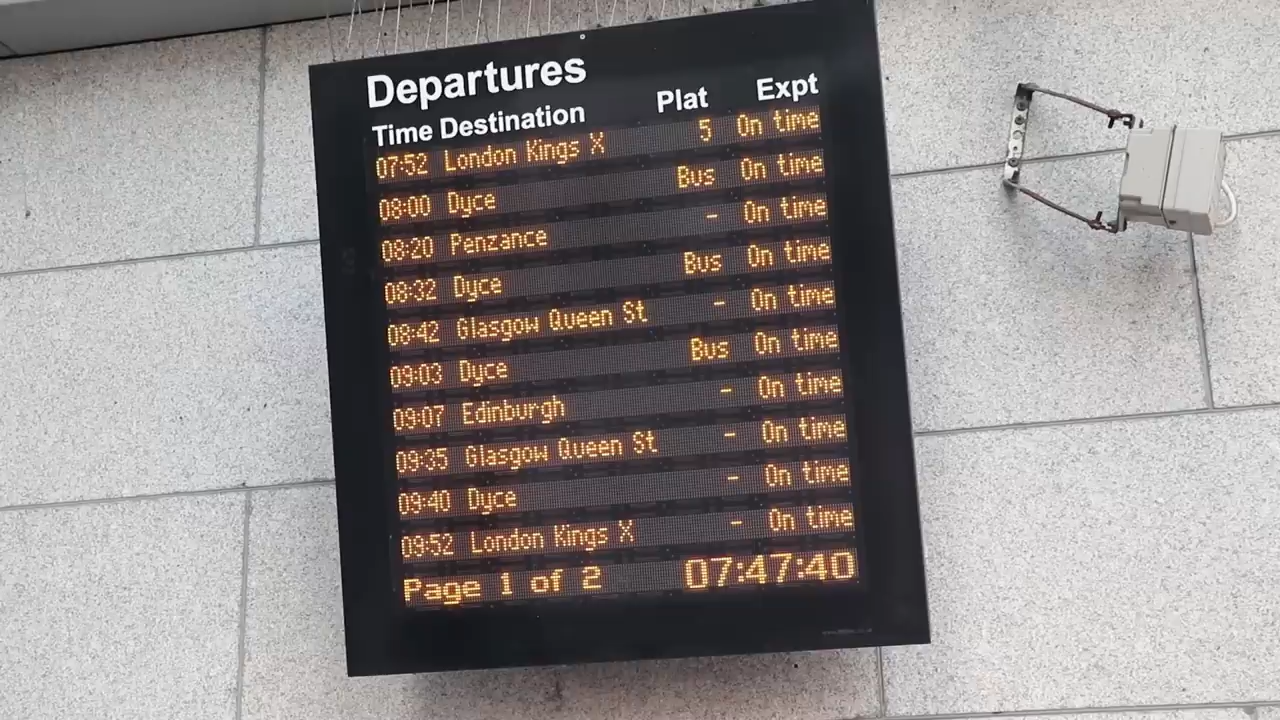 Departures
Time Destination Plat Expt
07:52 London Kings X 5 On time
08:00 Dyce Bus On time
08:20 Penzance - On time
08:32 Dyce Bus On time
08:42 Glasgow Queen St - On time
09:03 Dyce Bus On time
09:07 Edinburgh - On time
09:35 Glasgow Queen St - On time
09:40 Dyce - On time
09:52 London Kings X - On time
Page 1 of 2 07:47:40